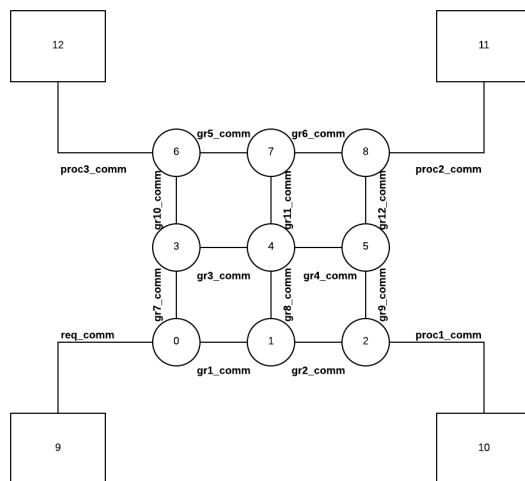 12
11
gr5_comm
gr6_comm
6
7
8
proc3_comm
proc2_comm
gr10_comm
gr11_comm
gr12_comm
3
4
5
gr3_comm
gr4_comm
gr7_comm
gr8_comm
gr9_comm
req_comm
proc1_comm
0
1
2
gr1_comm
gr2_comm
9
10